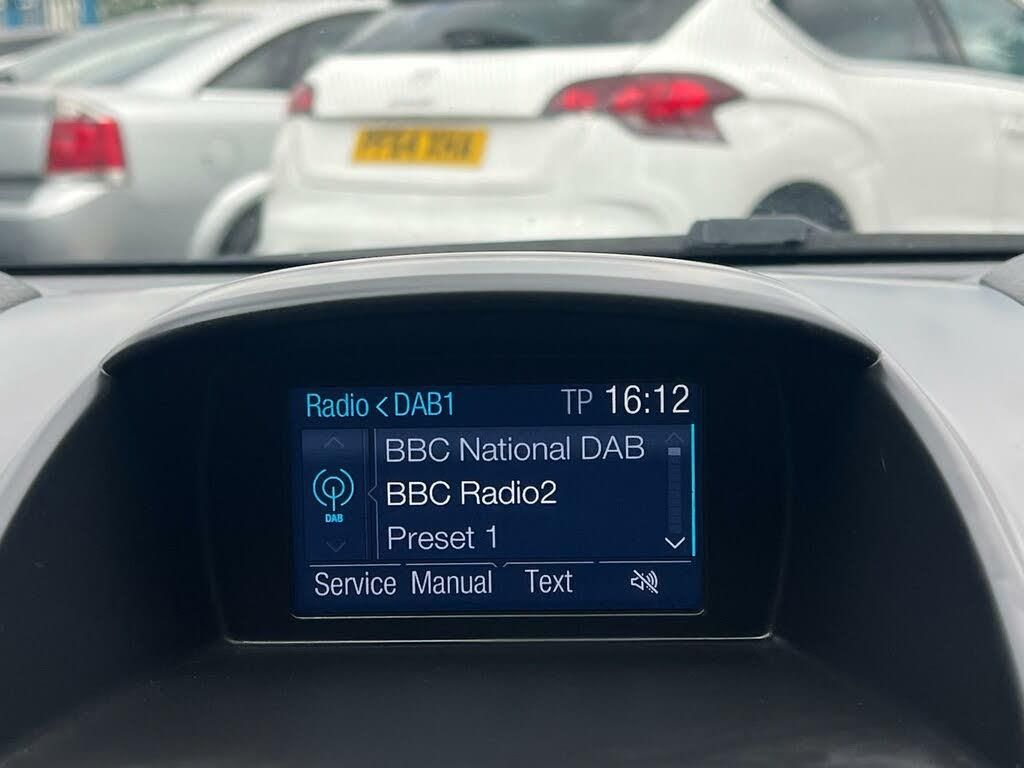 Radio < DAB1 TP 16:12
BBC National DAB
BBC Radio2
DAB
Preset 1
Service Manual Text